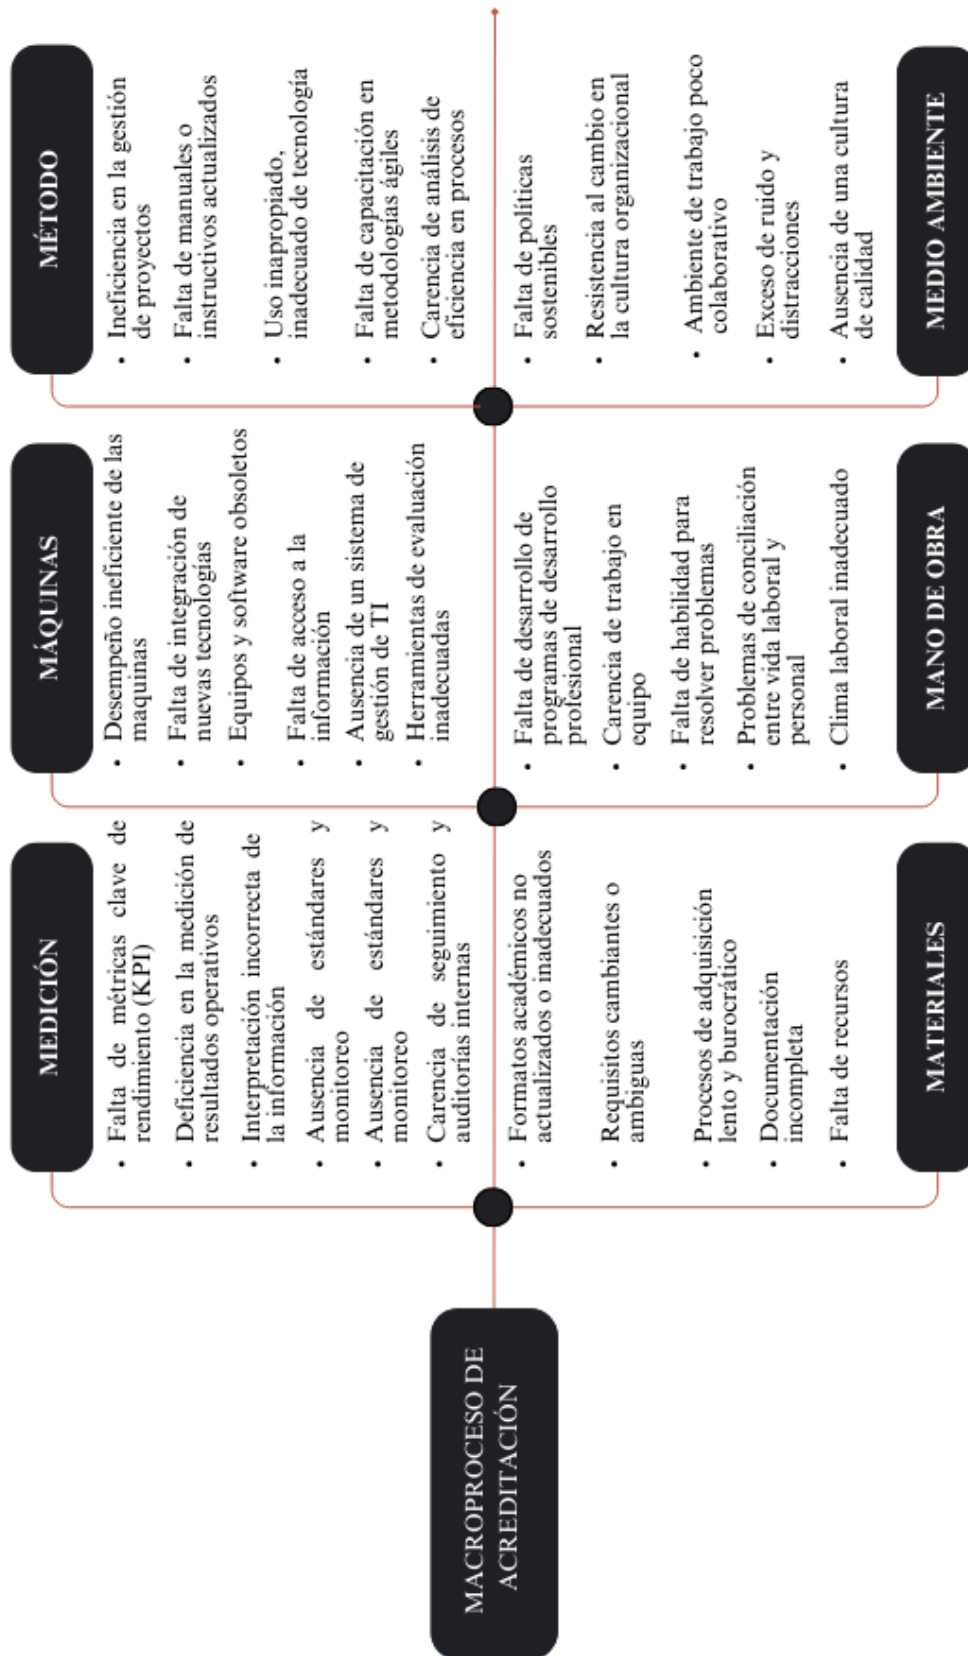 MACROPROCESO DE
ACREDITACIÓN
MEDICIÓN
• Falta de métricas clave de
rendimiento (KPI)
• Deficiencia en la medición de
resultados operativos
• Interpretación incorrecta de
la información
• Ausencia de estándares y
monitoreo
• Ausencia de estándares y
monitoreo
• Carencia de seguimiento y
auditorías internas
MÁQUINAS
• Desempeño ineficiente de las
maquinas
• Falta de integración de
nuevas tecnologías
• Equipos y software obsoletos
• Falta de acceso a la
información
• Ausencia de un sistema de
gestión de TI
• Herramientas de evaluación
inadecuadas
MÉTODO
• Ineficiencia en la gestión
de proyectos
• Falta de manuales o
instructivos actualizados
• Uso inapropiado,
inadecuado de tecnología
• Falta de capacitación en
metodologías ágiles
• Carencia de análisis de
eficiencia en procesos
• Formatos académicos no
actualizados o inadecuados
• Requisitos cambiantes o
ambiguas
• Procesos de adquisición
lento y burocrático
• Documentación
incompleta
• Falta de recursos
MATERIALES
• Falta de desarrollo de
programas de desarrollo
profesional
• Carencia de trabajo en
equipo
• Falta de habilidad para
resolver problemas
• Problemas de conciliación
entre vida laboral y
personal
• Clima laboral inadecuado
MANO DE OBRA
• Falta de políticas
sostenibles
• Resistencia al cambio en
la cultura organizacional
• Ambiente de trabajo poco
colaborativo
• Exceso de ruido y
distracciones
• Ausencia de una cultura
de calidad
MEDIO AMBIENTE